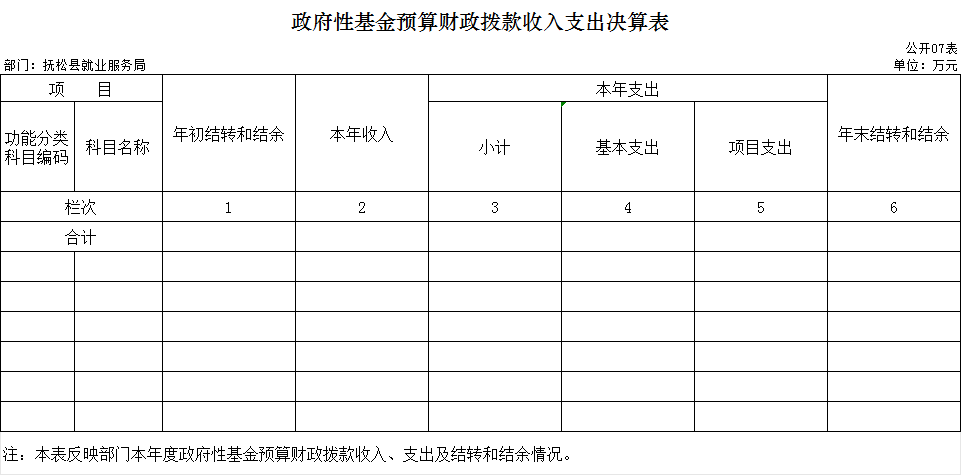 政府性基金预算财政拨款收入支出决算表
公开07表
部门：抚松县就业服务局 单位：万元
项 目 年初结转和结余 本年收入 本年支出 年末结转和结余
功能分类科目编码 科目名称 小计 基本支出 项目支出
栏次 1 2 3 4 5 6
合计
注：本表反映部门本年度政府性基金预算财政拨款收入、支出及结转和结余情况。